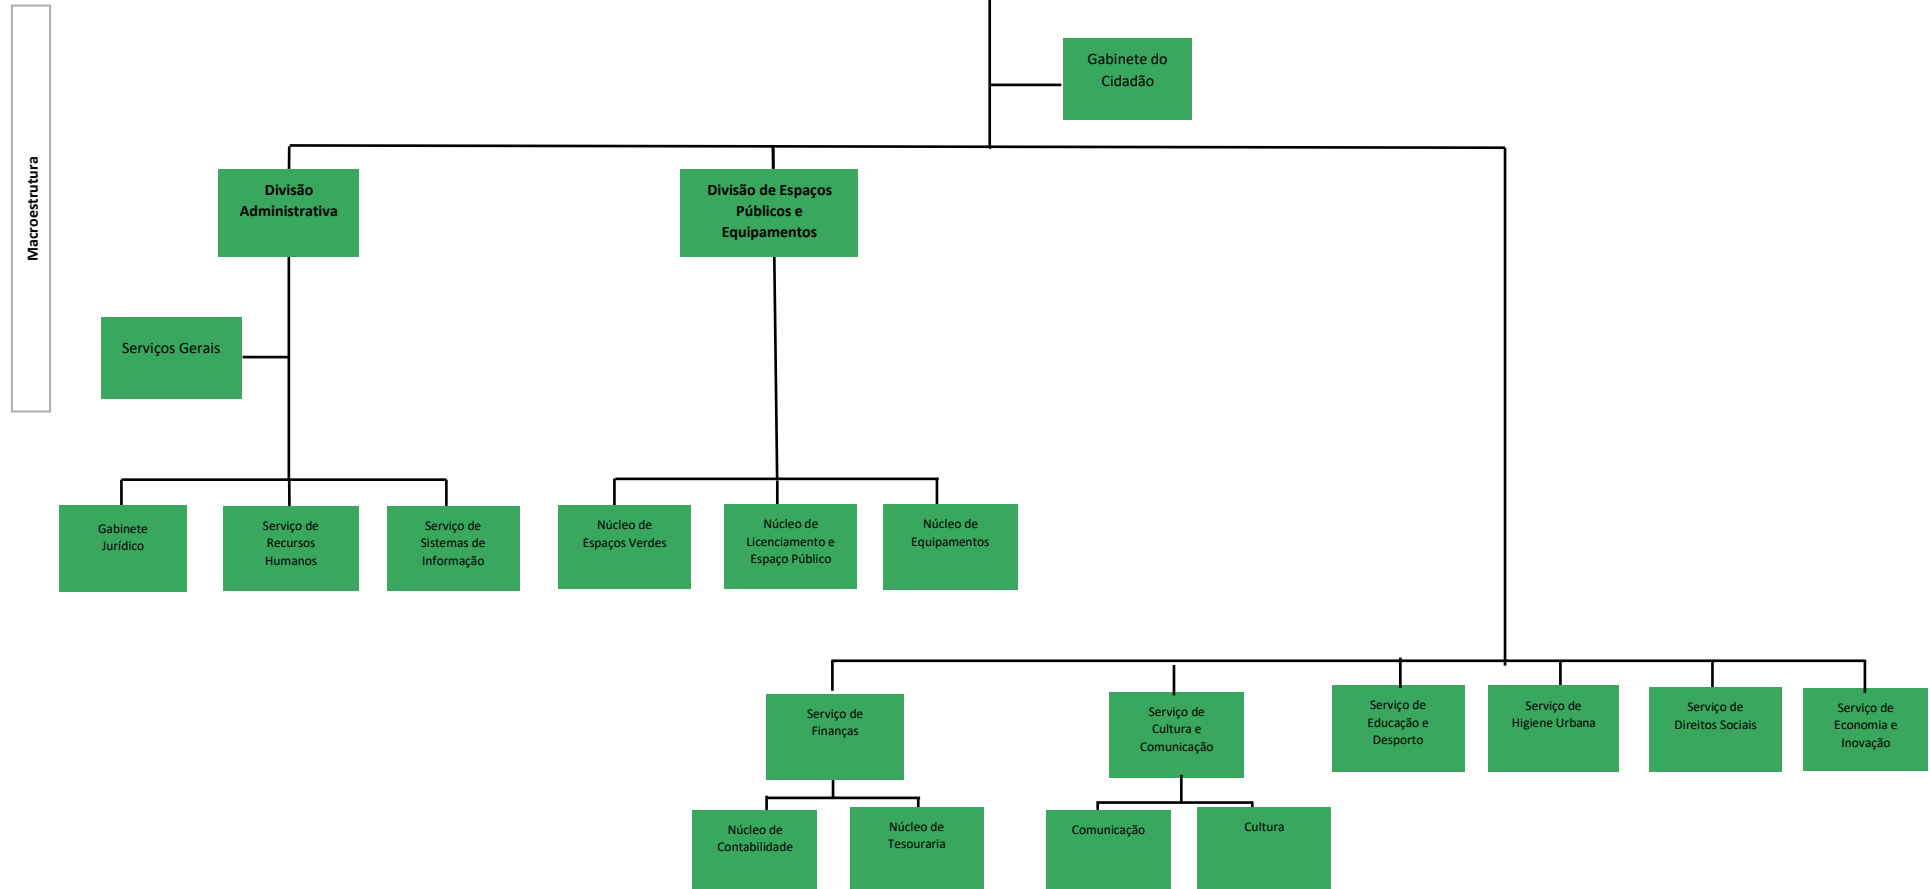 Macroestrutura
Gabinete do
Cidadão
Divisão
Administrativa
Divisão de Espaços
Públicos e
Equipamentos
Serviços Gerais
Gabinete
Jurídico
Serviço de
Recursos
Humanos
Serviço de
Sistemas de
Informação
Núcleo de
Espaços Verdes
Núcleo de
Licenciamento e
Espaço Público
Núcleo de
Equipamentos
Serviço de
Finanças
Serviço de
Cultura e
Comunicação
Serviço de
Educação e
Desporto
Serviço de
Higiene Urbana
Serviço de
Direitos Sociais
Serviço de
Economia e
Inovação
Núcleo de
Contabilidade
Núcleo de
Tesouraria
Comunicação
Cultura